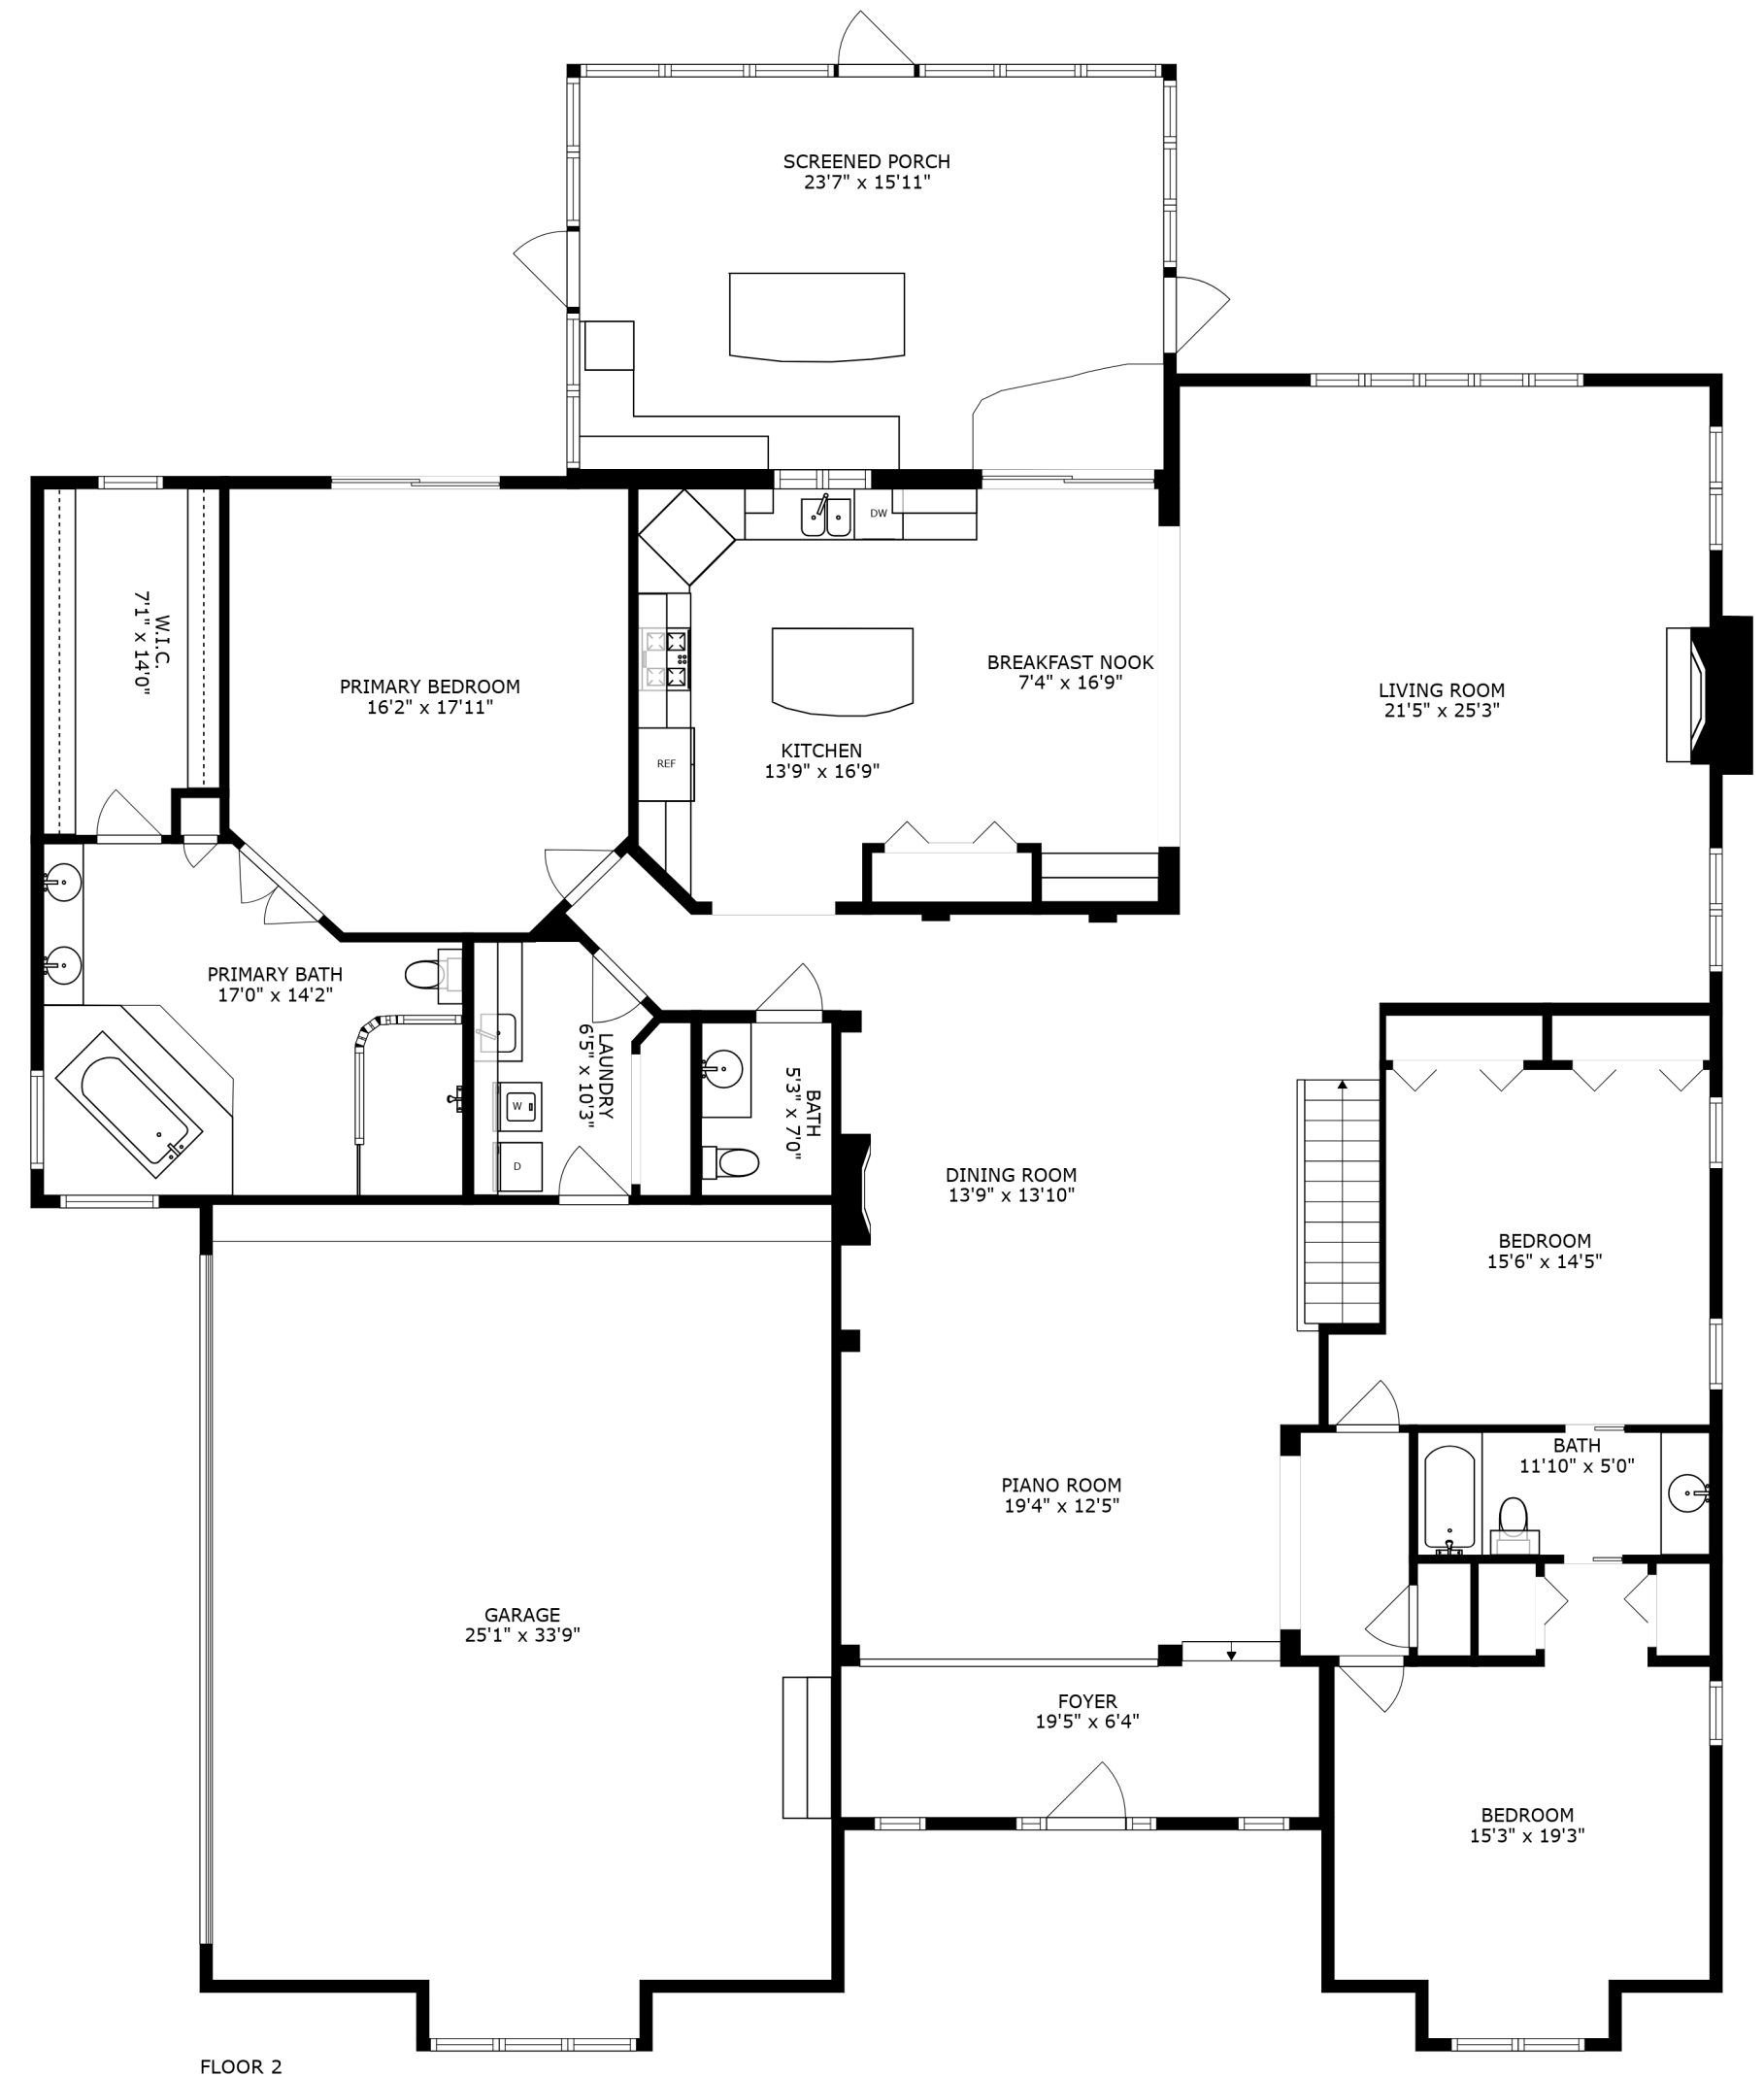 SCREENED PORCH
23'7" x 15'11"
W.I.C.
7'1" x 14'0"
PRIMARY BEDROOM
16'2" x 17'11"
DW
REF
KITCHEN
13'9" x 16'9"
BREAKFAST NOOK
7'4" x 16'9"
LIVING ROOM
21'5" x 25'3"
PRIMARY BATH
17'0" x 14'2"
LAUNDRY
6'5" x 10'3"
W
D
BATH
5'3" x 7'0"
DINING ROOM
13'9" x 13'10"
BEDROOM
15'6" x 14'5"
BATH
11'10" x 5'0"
PIANO ROOM
19'4" x 12'5"
GARAGE
25'1" x 33'9"
FOYER
19'5" x 6'4"
BEDROOM
15'3" x 19'3"
FLOOR 2